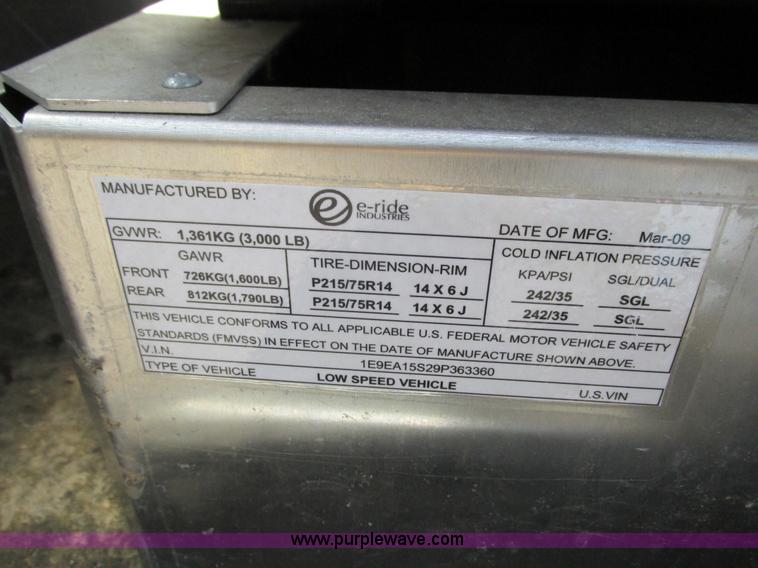 MANUFACTURED BY: e e-ride INDUSTRIES
GVWR: 1,361KG (3,000 LB) DATE OF MFG: Mar-09
GAWR TIRE-DIMENSION-RIM COLD INFLATION PRESSURE
KPA/PSI SGL/DUAL
FRONT 726KG(1,600LB) P215/75R14 14 X 6 J 242/35 SGL
REAR 812KG(1,790LB) P215/75R14 14 X 6 J 242/35 SGL
THIS VEHICLE CONFORMS TO ALL APPLICABLE U.S. FEDERAL MOTOR VEHICLE SAFETY
STANDARDS (FMVSS) IN EFFECT ON THE DATE OF MANUFACTURE SHOWN ABOVE.
V.I.N. 1E9EA15S29P363360
TYPE OF VEHICLE LOW SPEED VEHICLE U.S.VIN
www.purplewave.com